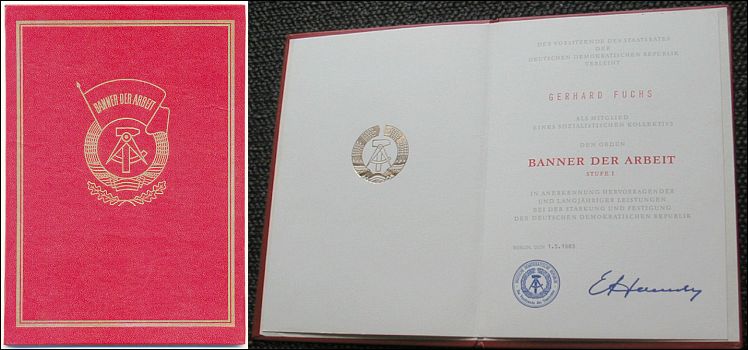 BANNER DER ARBEIT
DER VORSITZENDE DES STAATSRATES
DER
DEUTSCHEN DEMOKRATISCHEN REPUBLIK
VERLEIHT
GERHARD FUCHS
ALS MITGLIED
EINES SOZIALISTISCHEN KOLLEKTIVS
DEN ORDEN
BANNER DER ARBEIT
STUFE I
IN ANERKENNUNG HERVORRAGENDER
UND LANGJÄHRIGER LEISTUNGEN
BEI DER STÄRKUNG UND FESTIGUNG
DER DEUTSCHEN DEMOKRATISCHEN REPUBLIK
BERLIN, DEN 1.5.1983